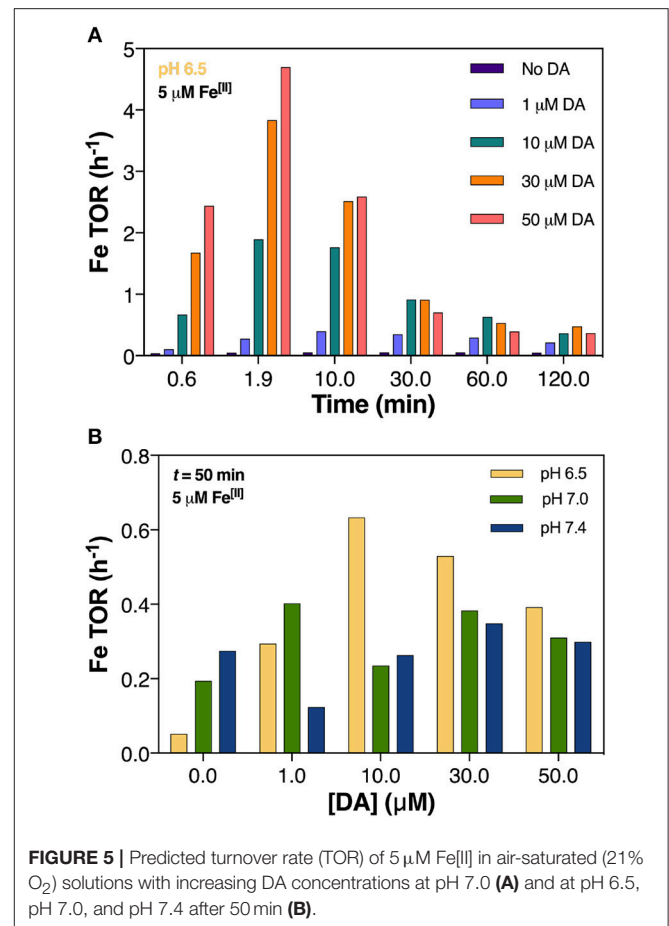 A
5
4
3
2
1
0
Fe TOR (h⁻¹)
pH 6.5
5 μM Fe[II]
No DA
1 μM DA
10 μM DA
30 μM DA
50 μM DA
0.6 1.9 10.0 30.0 60.0 120.0
Time (min)
B
0.8
0.6
0.4
0.2
0.0
Fe TOR (h⁻¹)
t = 50 min
5 μM Fe[II]
pH 6.5
pH 7.0
pH 7.4
0.0 1.0 10.0 30.0 50.0
[DA] (μM)
FIGURE 5 | Predicted turnover rate (TOR) of 5 μM Fe[II] in air-saturated (21%
O₂) solutions with increasing DA concentrations at pH 7.0 (A) and at pH 6.5,
pH 7.0, and pH 7.4 after 50 min (B).